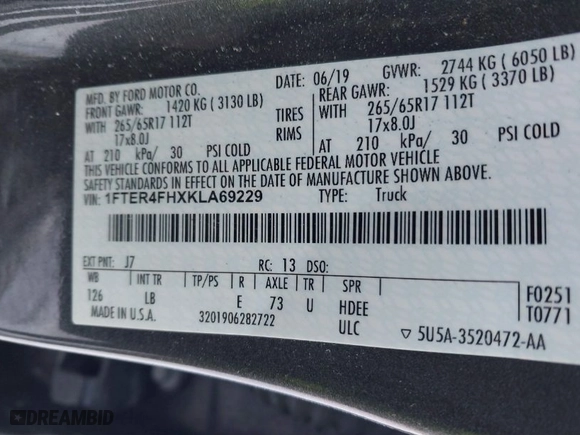 MFD. BY FORD MOTOR CO.
DATE: 06/19
GVWR: 2744 KG ( 6050 LB)
FRONT GAWR: 1420 KG ( 3130 LB)
REAR GAWR: 1529 KG ( 3370 LB)
WITH 265/65R17 112T TIRES
WITH 265/65R17 112T
17x8.0J RIMS
17x8.0J
AT 210 kPa/ 30 PSI COLD
AT 210 kPa/ 30 PSI COLD
THIS VEHICLE CONFORMS TO ALL APPLICABLE FEDERAL MOTOR VEHICLE
SAFETY STANDARDS IN EFFECT ON THE DATE OF MANUFACTURE SHOWN ABOVE.
VIN: 1FTER4FHXKLA69229
TYPE: Truck
EXT PNT: J7
RC: 13 DSO:
WB INT TR TP/PS R AXLE TR SPR
126 LB E 73 U HDEE
ULC
F0251
T0771
MADE IN U.S.A.
3201906282722
▽ 5U5A-3520472-AA
DREAMBID